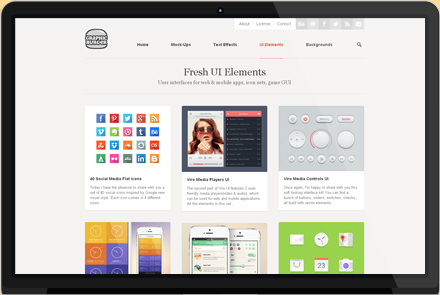 About   License   Contact
GRAPHIC
BURGER
Home   Mock-Ups   Text Effects   UI Elements   Backgrounds
Fresh UI Elements
User interfaces for web & mobile apps, icon sets, game GUI
40 Social Media Flat Icons
Today I have the pleasure to share with you a
set of 40 social icons inspired by Google new
visual style. Each icon comes in 4 different
Vivo Media Players UI
The second part of Vivo UI features 2 user-
friendly media players(video & audio), which
can be used for web and mobile applications.
All the elements in this set...
Vivo Media Controls UI
Once again, I'm happy to share with you this
well looking interface kit! You can find a
bunch of buttons, sliders, switches, checks,
all build with vector elements...
23